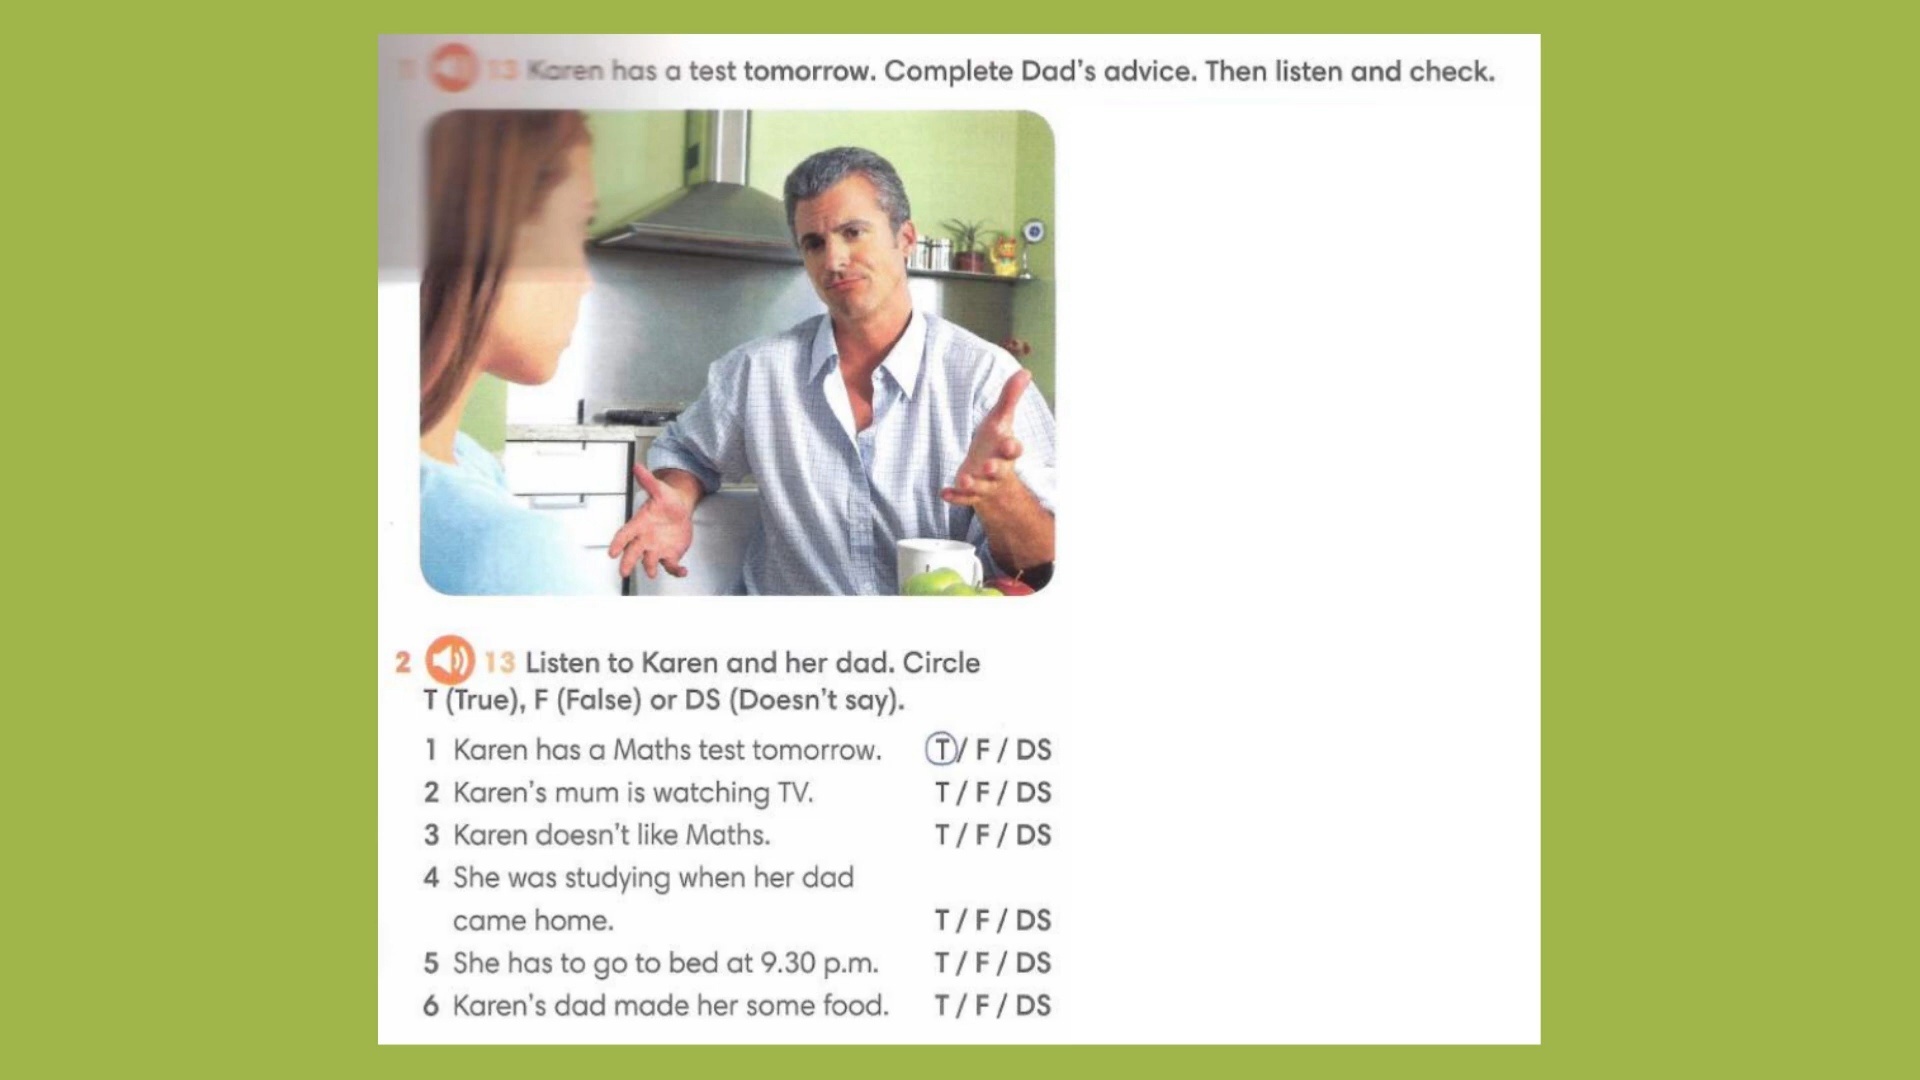 1 13 Karen has a test tomorrow. Complete Dad's advice. Then listen and check.
2 13 Listen to Karen and her dad. Circle
T (True), F (False) or DS (Doesn't say).
1 Karen has a Maths test tomorrow. T / F / DS
2 Karen's mum is watching TV. T / F / DS
3 Karen doesn't like Maths. T / F / DS
4 She was studying when her dad
came home. T / F / DS
5 She has to go to bed at 9.30 p.m. T / F / DS
6 Karen's dad made her some food. T / F / DS